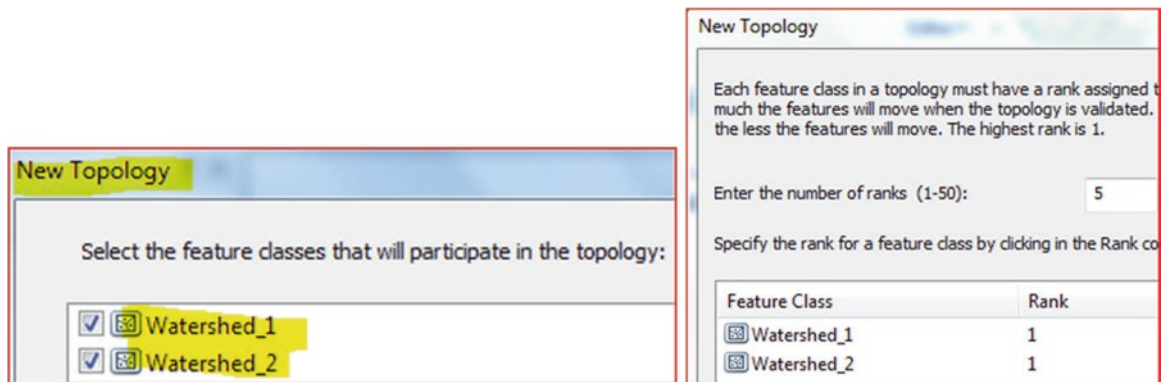 New Topology
Select the feature classes that will participate in the topology:
Watershed_1
Watershed_2
New Topology
Each feature class in a topology must have a rank assigned t
much the features will move when the topology is validated.
the less the features will move. The highest rank is 1.
Enter the number of ranks (1-50): 5
Specify the rank for a feature class by clicking in the Rank co
Feature Class Rank
Watershed_1 1
Watershed_2 1